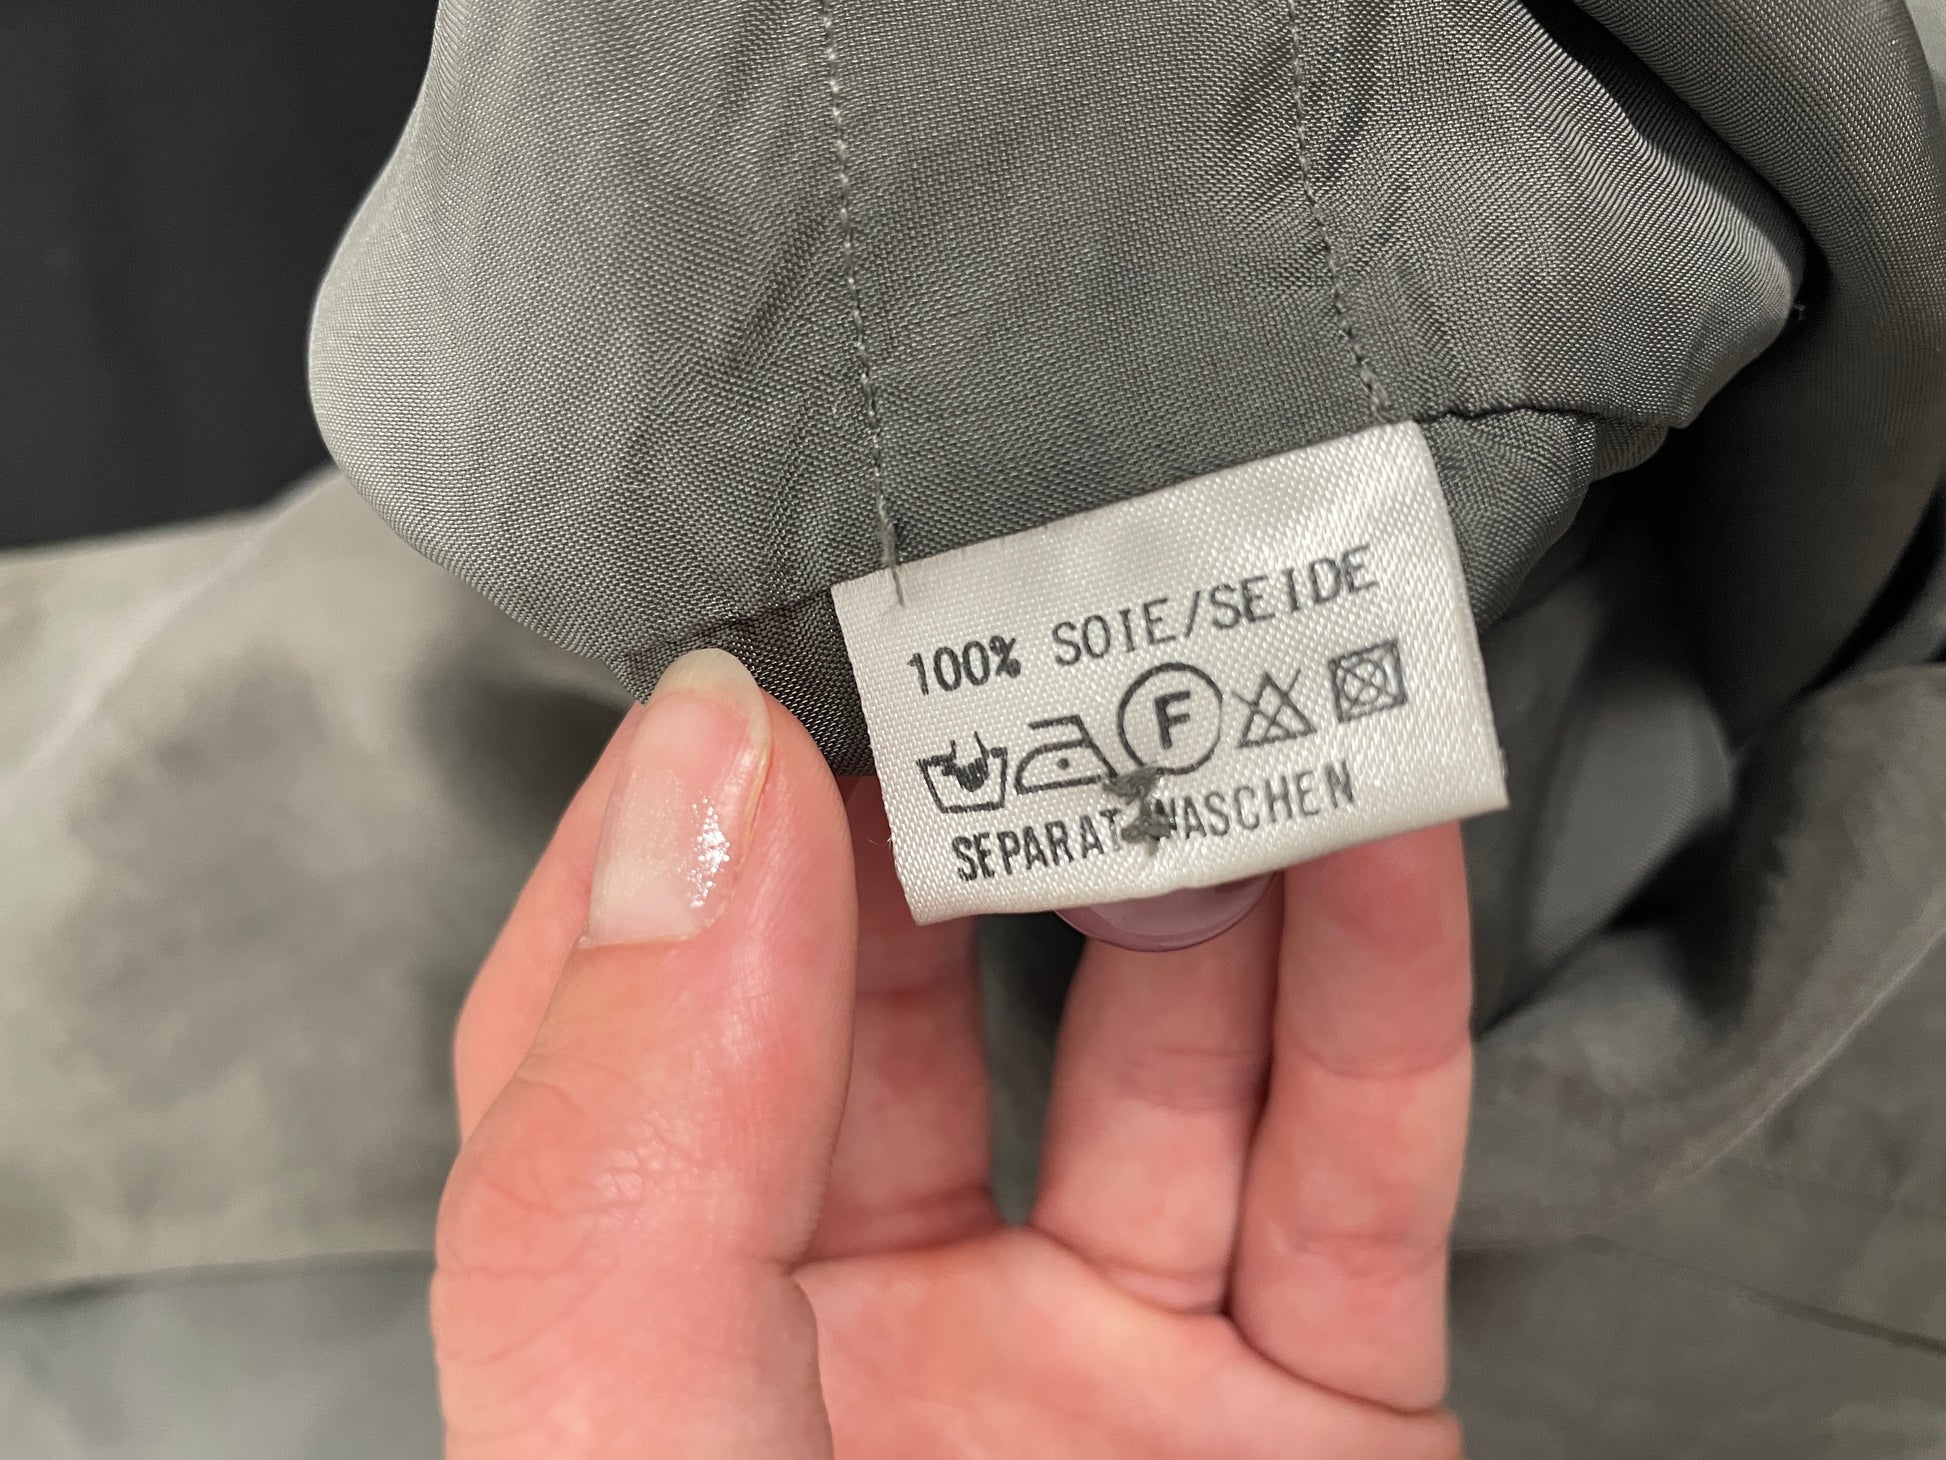 100% SOIE/SEIDE
F
SEPARAT WASCHEN